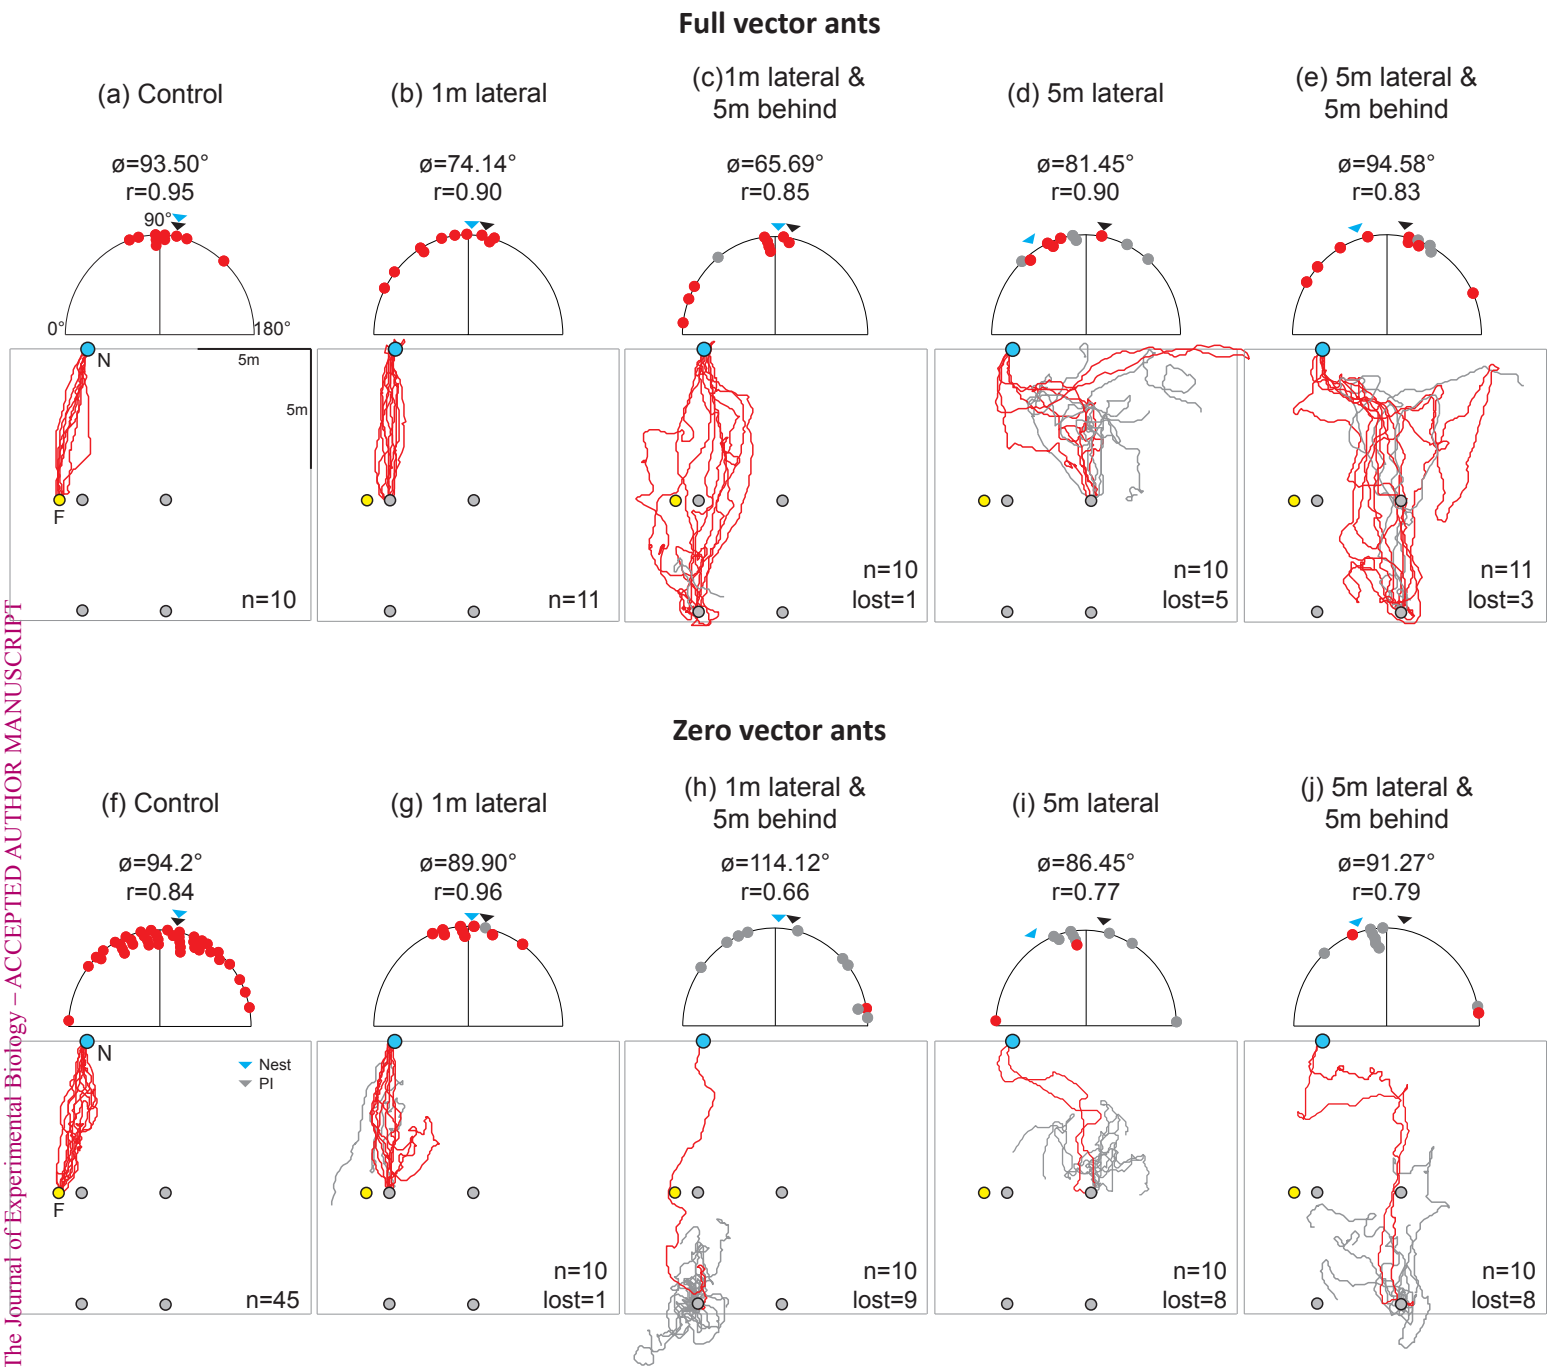 Full vector ants
(a) Control
(b) 1m lateral
(c)1m lateral &
5m behind
(d) 5m lateral
(e) 5m lateral &
5m behind
ø=93.50°
r=0.95
ø=74.14°
r=0.90
ø=65.69°
r=0.85
ø=81.45°
r=0.90
ø=94.58°
r=0.83
90°
0°
180°
N
5m
5m
F
n=10
n=11
n=10
lost=1
n=10
lost=5
n=11
lost=3
Zero vector ants
(f) Control
(g) 1m lateral
(h) 1m lateral &
5m behind
(i) 5m lateral
(j) 5m lateral &
5m behind
ø=94.2°
r=0.84
ø=89.90°
r=0.96
ø=114.12°
r=0.66
ø=86.45°
r=0.77
ø=91.27°
r=0.79
N
Nest
PI
F
n=45
n=10
lost=1
n=10
lost=9
n=10
lost=8
n=10
lost=8
The Journal of Experimental Biology – ACCEPTED AUTHOR MANUSCRIPT